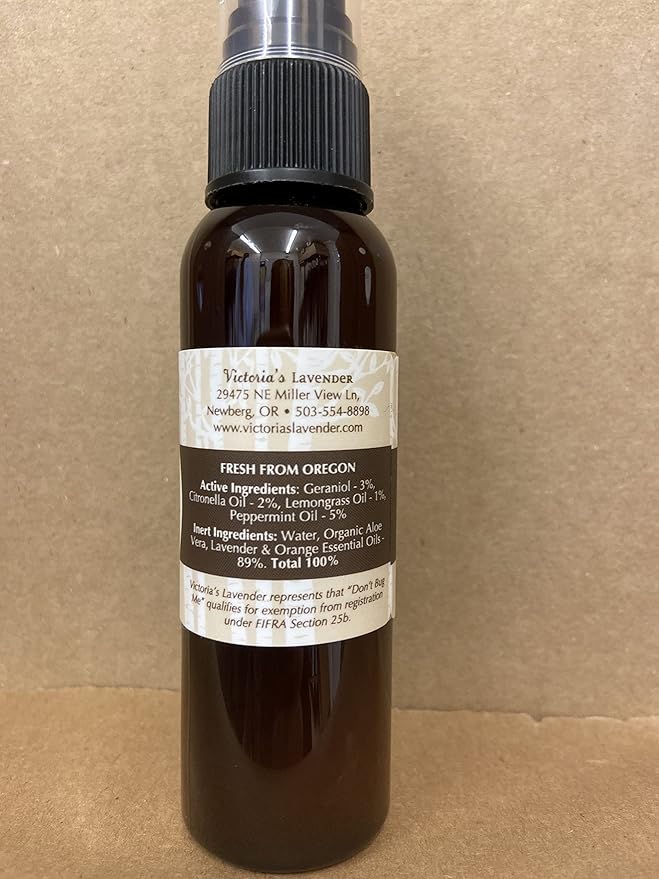 Victoria's LAVENDER
29475 NE Miller View Ln,
Newberg, OR • 503-554-8898
www.victoriaslavender.com
FRESH FROM OREGON
Active Ingredients: Geraniol - 3%,
Citronella Oil - 2%, Lemongrass Oil - 1%,
Peppermint Oil - 5%
Inert Ingredients: Water, Organic Aloe
Vera, Lavender & Orange Essential Oils -
89%. Total 100%
Victoria's Lavender represents that "Don't Bug
Me" qualifies for exemption from registration
under FIFRA Section 25b.